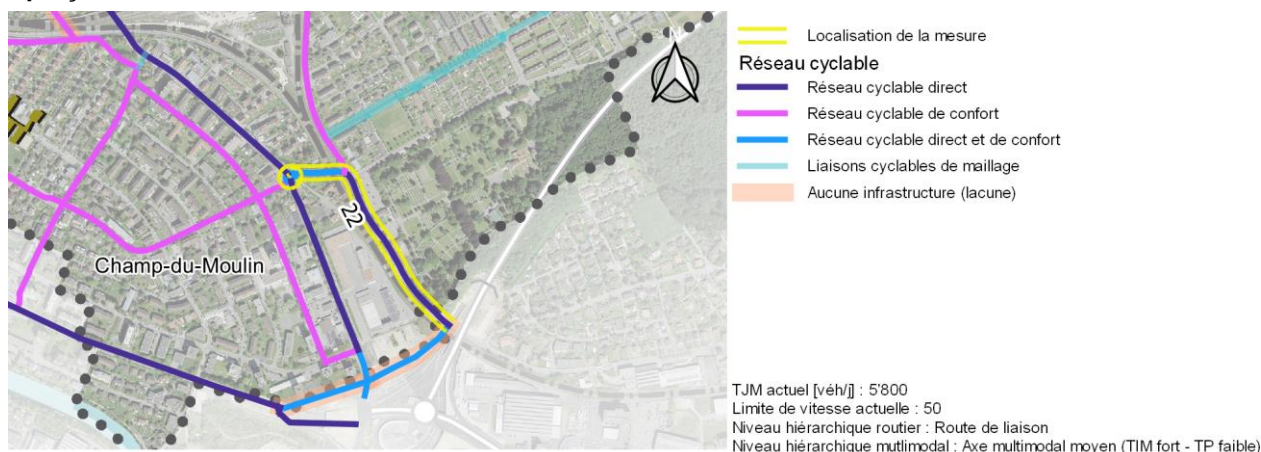 22
Champ-du-Moulin
Localisation de la mesure
Réseau cyclable
Réseau cyclable direct
Réseau cyclable de confort
Réseau cyclable direct et de confort
Liaisons cyclables de maillage
Aucune infrastructure (lacune)
TJM actuel [véh/j] : 5'800
Limite de vitesse actuelle : 50
Niveau hiérarchique routier : Route de liaison
Niveau hiérarchique mutlimodal : Axe multimodal moyen (TIM fort - TP faible)